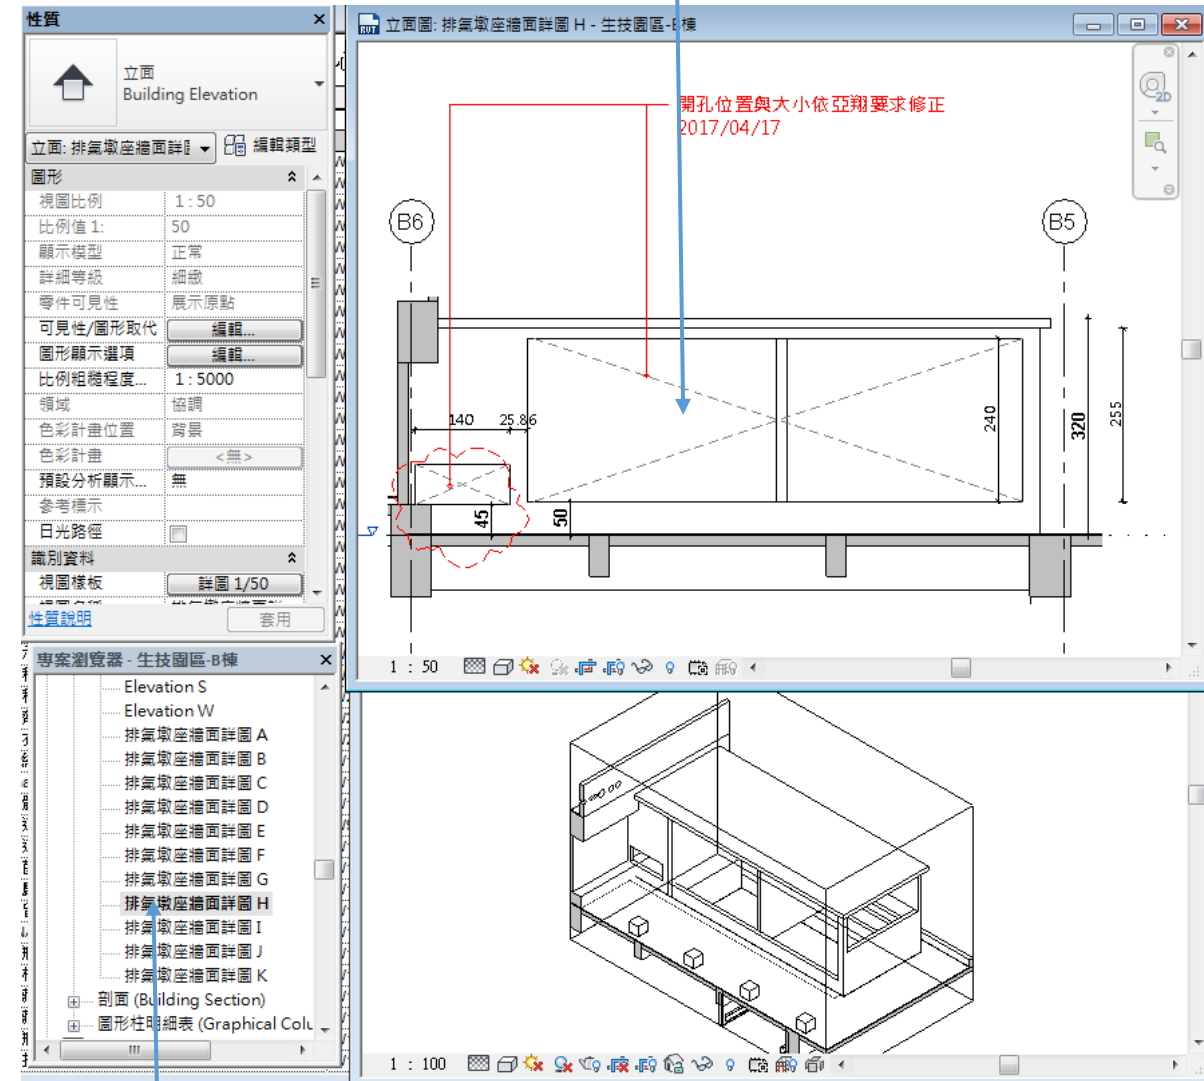 性質
立面
Building Elevation
立面: 排氣墩座牆面詳
編輯類型
圖形
視圖比例 1 : 50
比例值 1: 50
顯示模型 正常
詳細等級 細緻
零件可見性 展示原點
可見性/圖形取代 編輯...
圖形顯示選項 編輯...
比例粗糙程度... 1 : 5000
領域 協調
色彩計畫位置 背景
色彩計畫 <無>
預設分析顯示... 無
參考標示
日光路徑
識別資料
視圖樣板 詳圖 1/50
性質說明 套用
專案瀏覽器 - 生技園區-B棟
Elevation S
Elevation W
排氣墩座牆面詳圖 A
排氣墩座牆面詳圖 B
排氣墩座牆面詳圖 C
排氣墩座牆面詳圖 D
排氣墩座牆面詳圖 E
排氣墩座牆面詳圖 F
排氣墩座牆面詳圖 G
排氣墩座牆面詳圖 H
排氣墩座牆面詳圖 I
排氣墩座牆面詳圖 J
排氣墩座牆面詳圖 K
剖面 (Building Section)
圖形柱明細表 (Graphical Colu
立面圖: 排氣墩座牆面詳圖 H - 生技園區-B棟
2D
開孔位置與大小依亞翔要求修正
2017/04/17
B6
B5
140
25.86
240
320
255
45
50
1 : 50
1 : 100